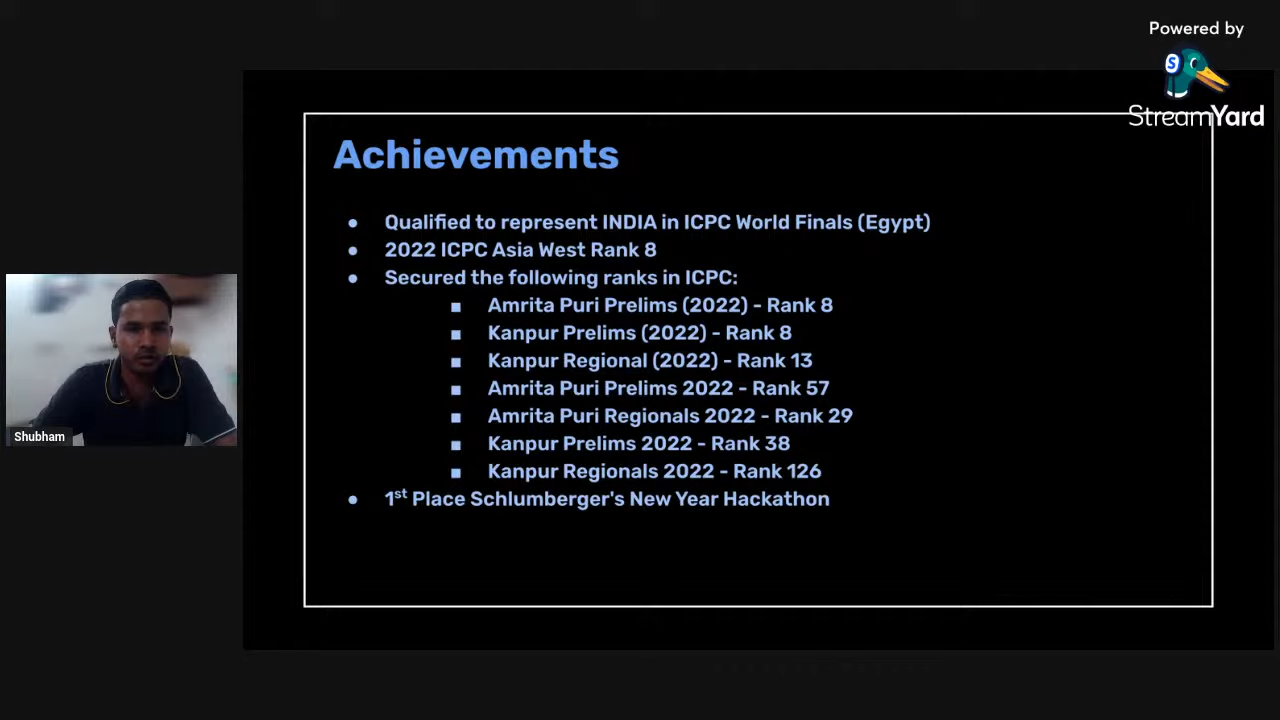 Powered by
S
StreamYard
Achievements
● Qualified to represent INDIA in ICPC World Finals (Egypt)
● 2022 ICPC Asia West Rank 8
● Secured the following ranks in ICPC:
■ Amrita Puri Prelims (2022) - Rank 8
■ Kanpur Prelims (2022) - Rank 8
■ Kanpur Regional (2022) - Rank 13
■ Amrita Puri Prelims 2022 - Rank 57
■ Amrita Puri Regionals 2022 - Rank 29
■ Kanpur Prelims 2022 - Rank 38
■ Kanpur Regionals 2022 - Rank 126
● 1st Place Schlumberger's New Year Hackathon
Shubham